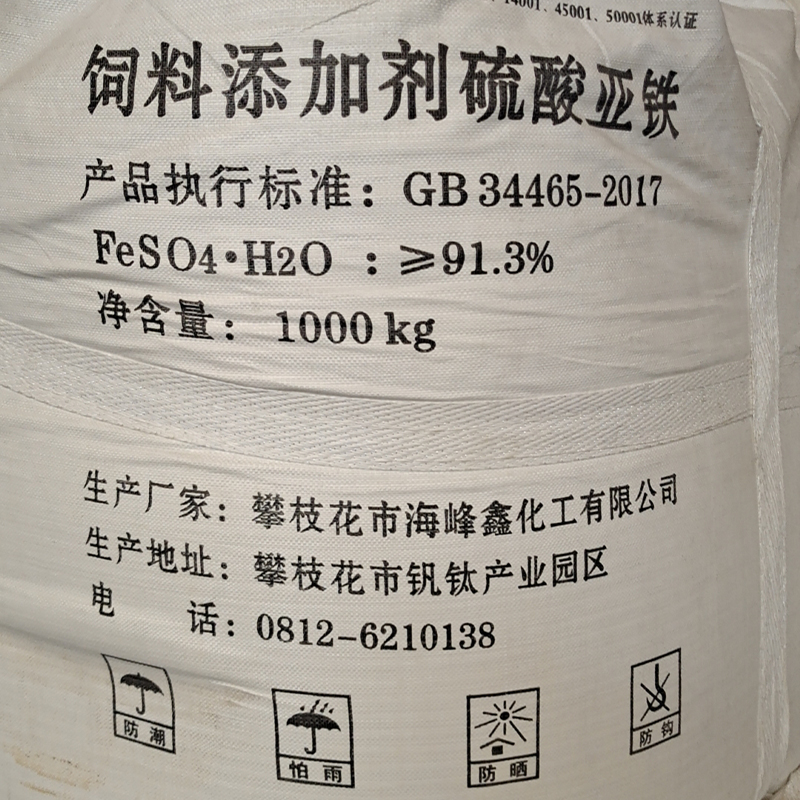 14001、45001、50001体系认证
饲料添加剂硫酸亚铁
产品执行标准：GB 34465-2017
FeSO4·H2O ：≥91.3%
净含量： 1000 kg
生产厂家：攀枝花市海峰鑫化工有限公司
生产地址：攀枝花市钒钛产业园区
电 话：0812-6210138
防潮
怕雨
防晒
防钩